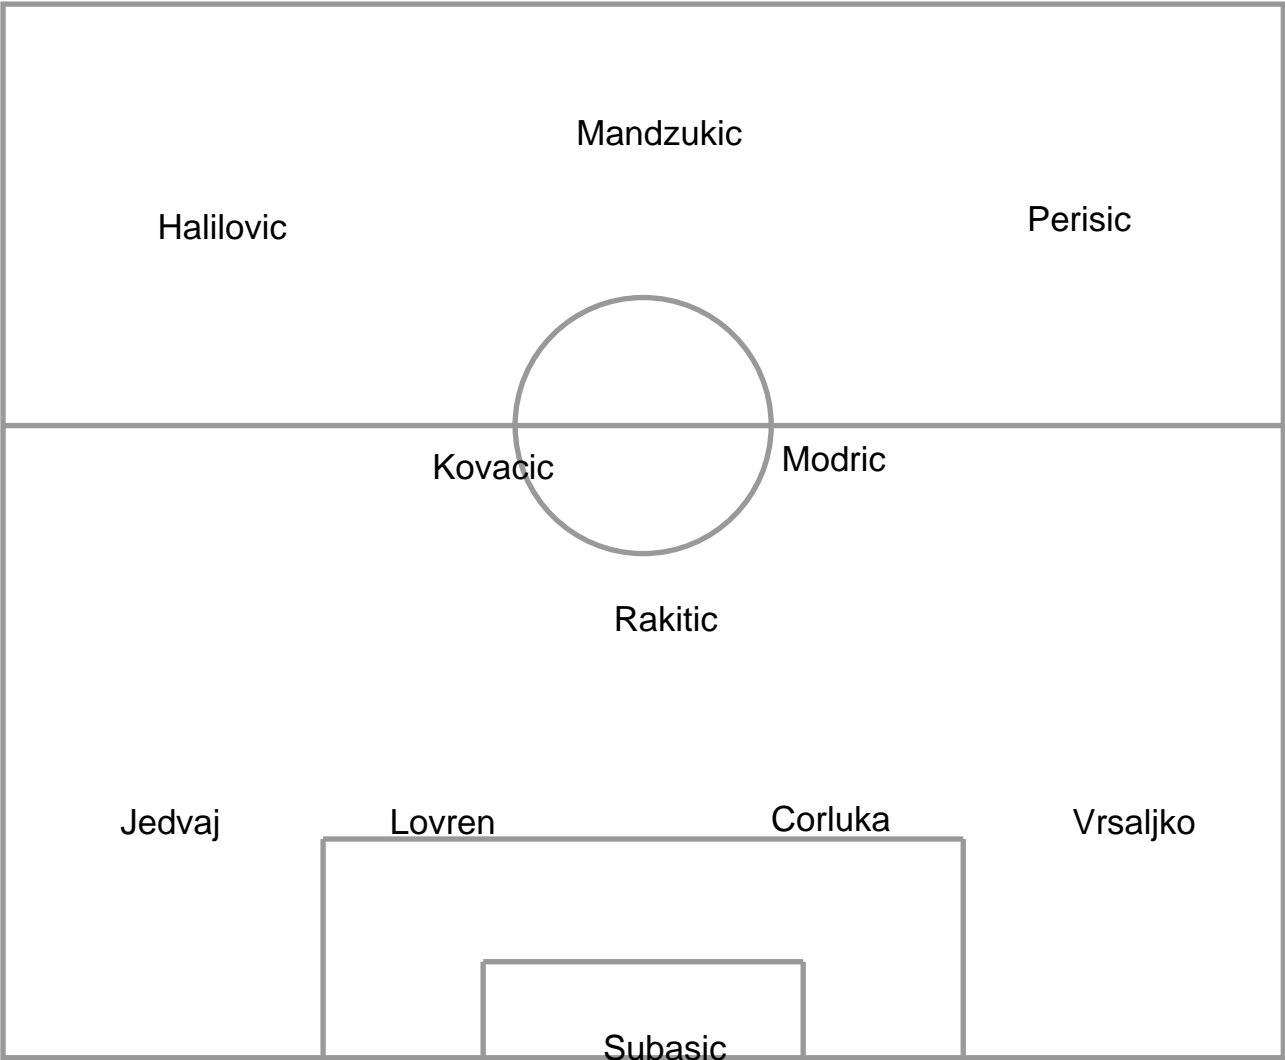 Mandzukic
Halilovic
Perisic
Kovacic
Modric
Rakitic
Jedvaj
Lovren
Corluka
Vrsaljko
Subasic